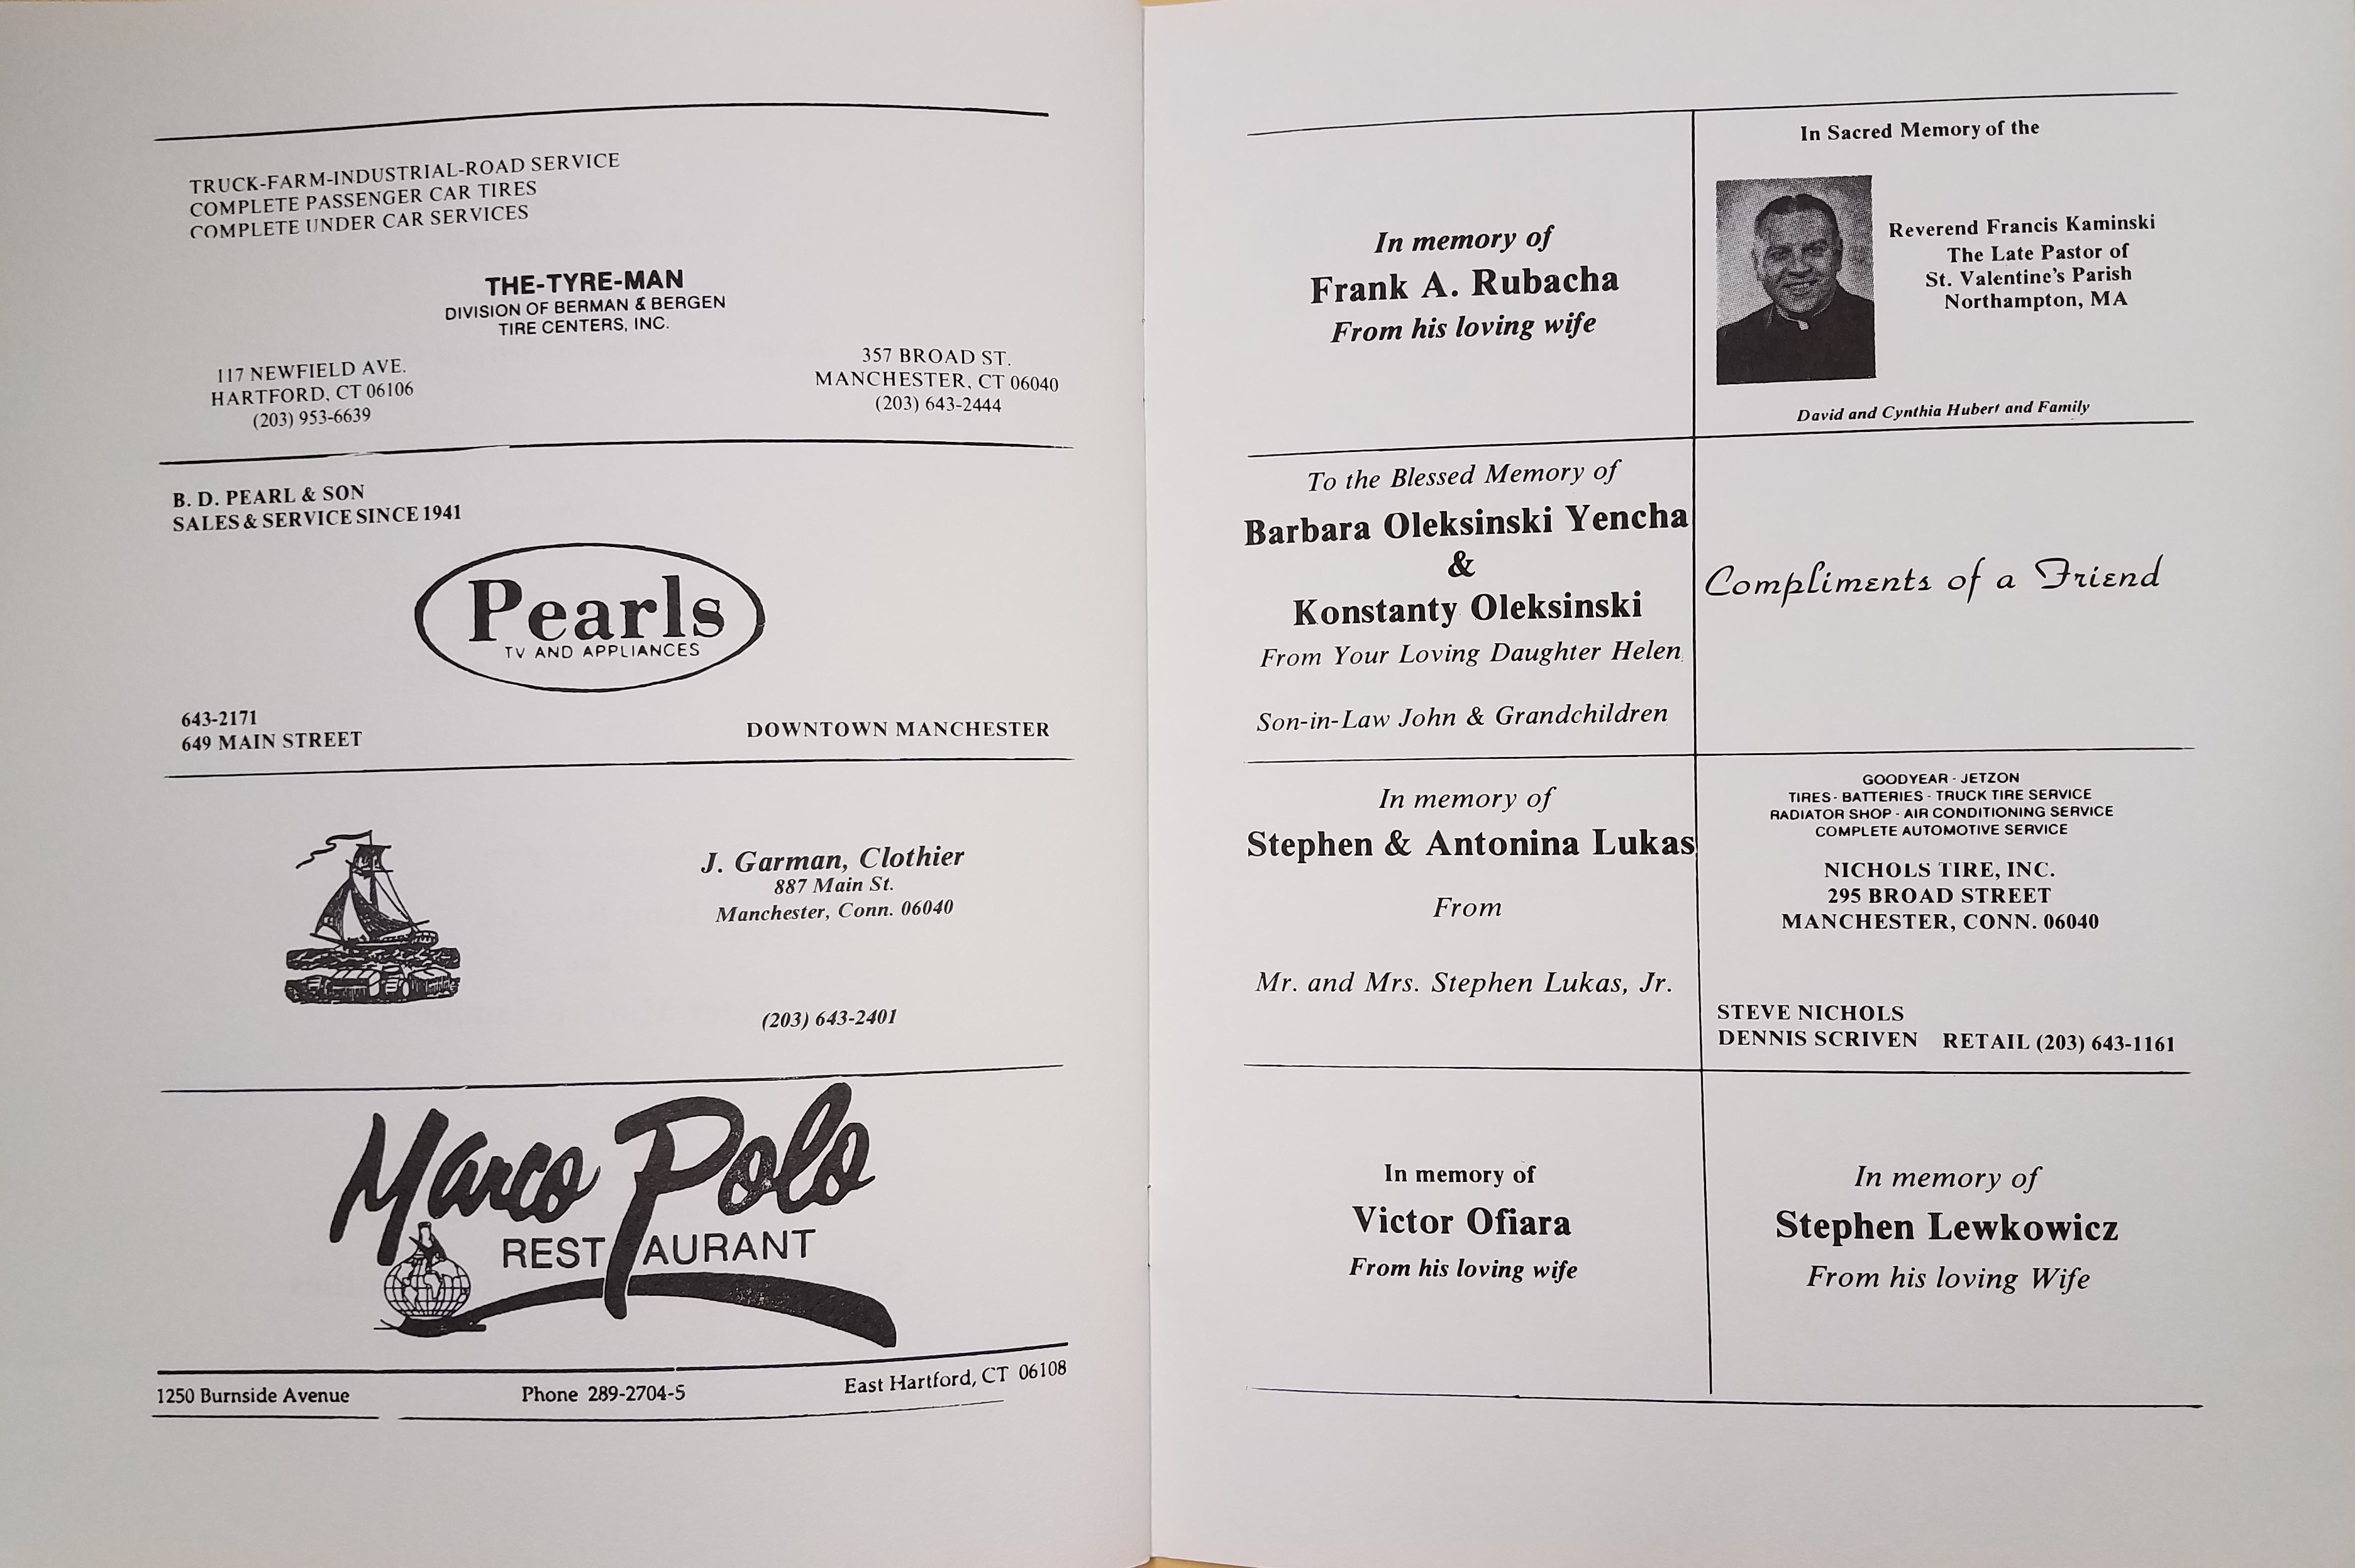 TRUCK-FARM-INDUSTRIAL-ROAD SERVICE
COMPLETE PASSENGER CAR TIRES
COMPLETE UNDER CAR SERVICES
THE-TYRE-MAN
DIVISION OF BERMAN & BERGEN
TIRE CENTERS, INC.
117 NEWFIELD AVE.
HARTFORD, CT 06106
(203) 953-6639
357 BROAD ST.
MANCHESTER, CT 06040
(203) 643-2444
B. D. PEARL & SON
SALES & SERVICE SINCE 1941
Pearls
TV AND APPLIANCES
643-2171
649 MAIN STREET
DOWNTOWN MANCHESTER
J. Garman, Clothier
887 Main St.
Manchester, Conn. 06040
(203) 643-2401
Marco Polo
RESTAURANT
1250 Burnside Avenue
Phone 289-2704-5
East Hartford, CT 06108
In memory of
Frank A. Rubacha
From his loving wife
In Sacred Memory of the
Reverend Francis Kaminski
The Late Pastor of
St. Valentine's Parish
Northampton, MA
David and Cynthia Hubert and Family
To the Blessed Memory of
Barbara Oleksinski Yencha
&
Konstanty Oleksinski
From Your Loving Daughter Helen
Son-in-Law John & Grandchildren
Compliments of a Friend
In memory of
Stephen & Antonina Lukas
From
Mr. and Mrs. Stephen Lukas, Jr.
GOODYEAR - JETZON
TIRES - BATTERIES - TRUCK TIRE SERVICE
RADIATOR SHOP - AIR CONDITIONING SERVICE
COMPLETE AUTOMOTIVE SERVICE
NICHOLS TIRE, INC.
295 BROAD STREET
MANCHESTER, CONN. 06040
STEVE NICHOLS
DENNIS SCRIVEN RETAIL (203) 643-1161
In memory of
Victor Ofiara
From his loving wife
In memory of
Stephen Lewkowicz
From his loving Wife